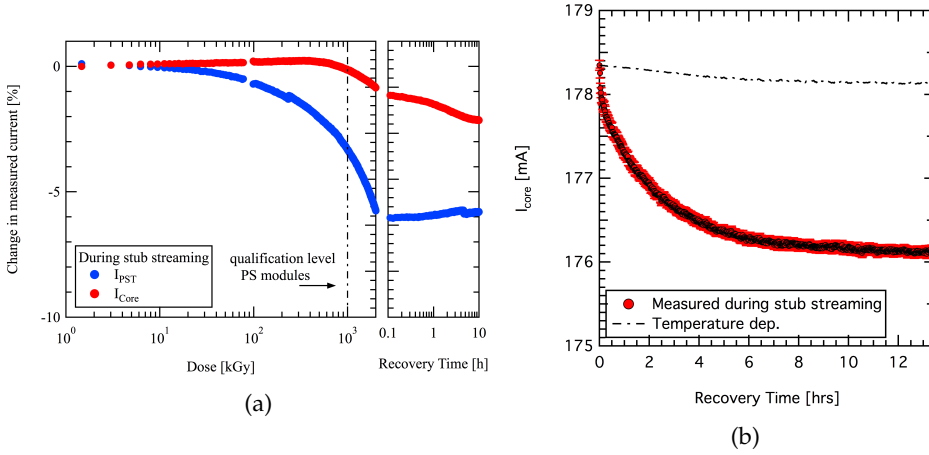 Change in measured current [%]
0
-5
-10
During stub streaming
I_PST
I_Core
qualification level
PS modules
10^0
10^1
10^2
10^3
0.1
1
10
Dose [kGy]
Recovery Time [h]
(a)
I_core [mA]
179
178
177
176
175
Measured during stub streaming
Temperature dep.
0
2
4
6
8
10
12
Recovery Time [hrs]
(b)